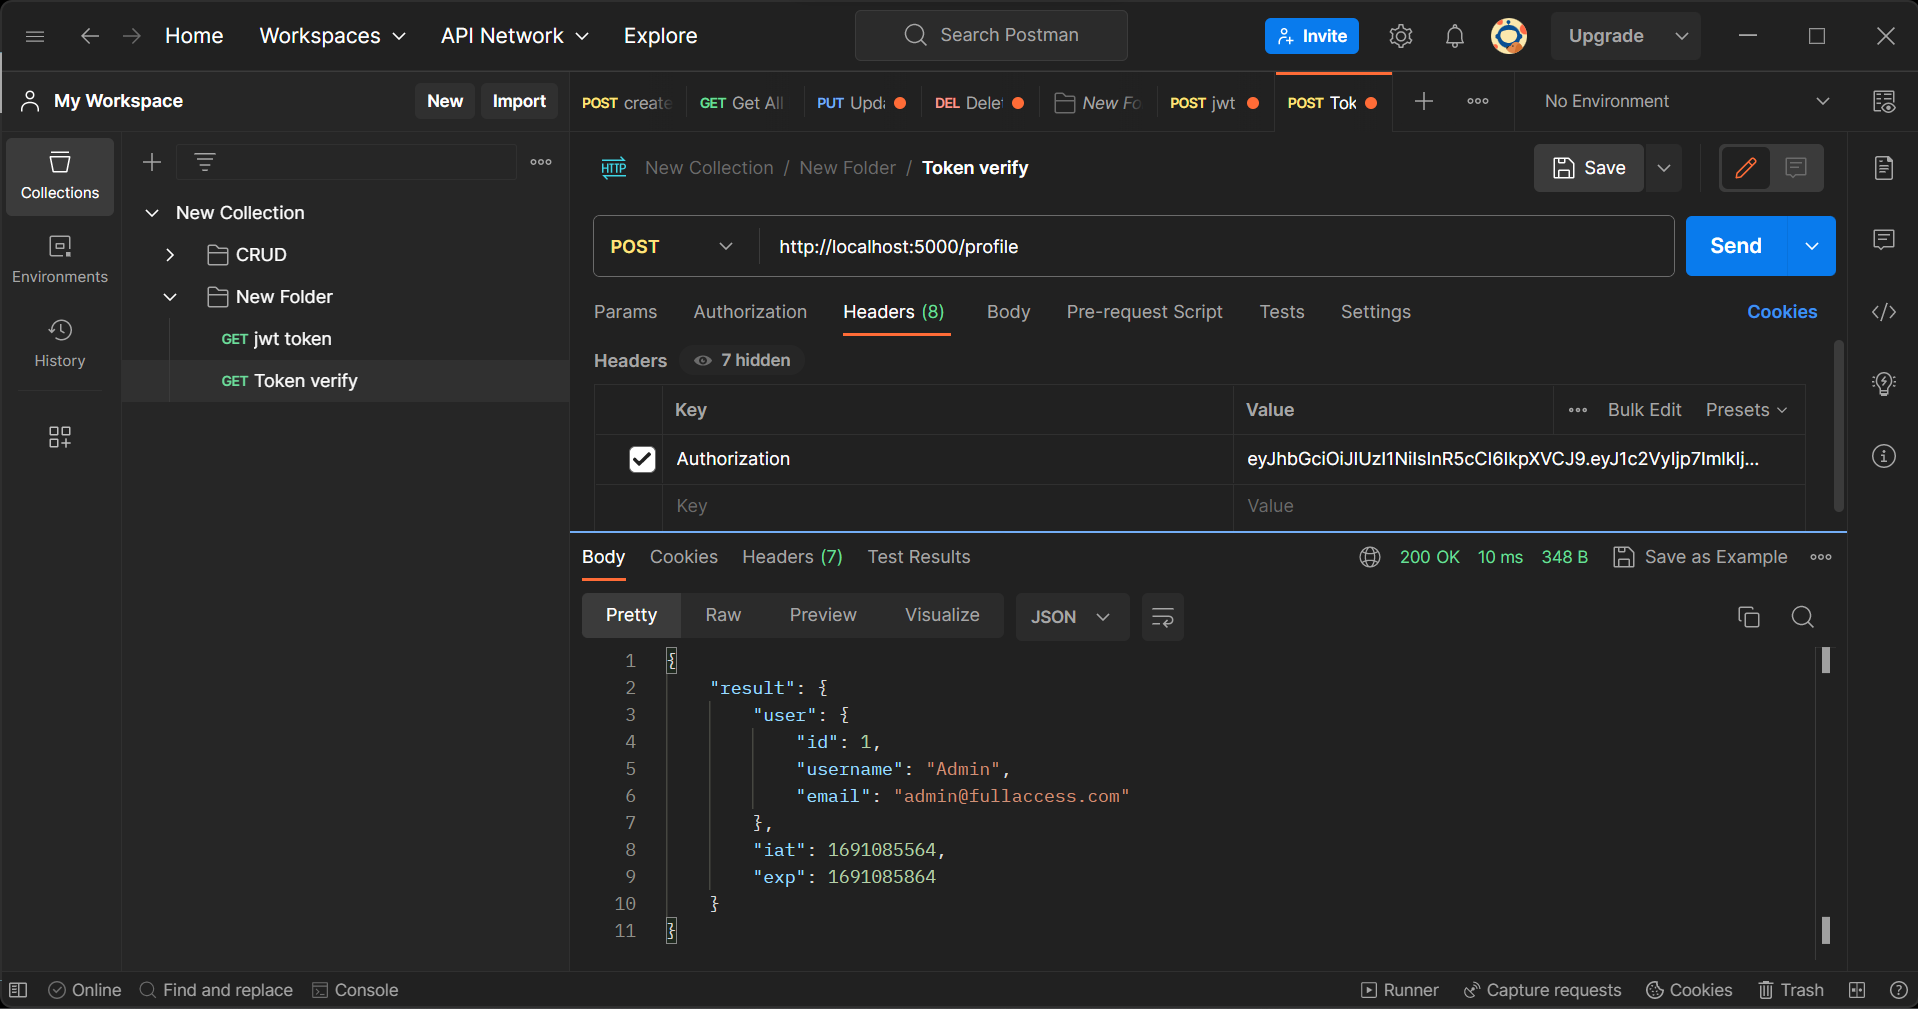 Home Workspaces API Network Explore Search Postman Invite Upgrade
My Workspace New Import POST create GET Get All PUT Upda DEL Delet New Fo POST jwt POST Tok No Environment
Collections
Environments
History
New Collection
CRUD
New Folder
GET jwt token
GET Token verify
HTTP New Collection / New Folder / Token verify Save
POST http://localhost:5000/profile Send
Params Authorization Headers (8) Body Pre-request Script Tests Settings Cookies
Headers 7 hidden
Key Value Bulk Edit Presets
Authorization eyJhbGciOiJIUzI1NiIsInR5cCI6IkpXVCJ9.eyJ1c2VyIjp7ImlkIj...
Key Value
Body Cookies Headers (7) Test Results 200 OK 10 ms 348 B Save as Example
Pretty Raw Preview Visualize JSON
1 {
2 "result": {
3 "user": {
4 "id": 1,
5 "username": "Admin",
6 "email": "admin@fullaccess.com"
7 },
8 "iat": 1691085564,
9 "exp": 1691085864
10 }
11 }
Online Find and replace Console Runner Capture requests Cookies Trash